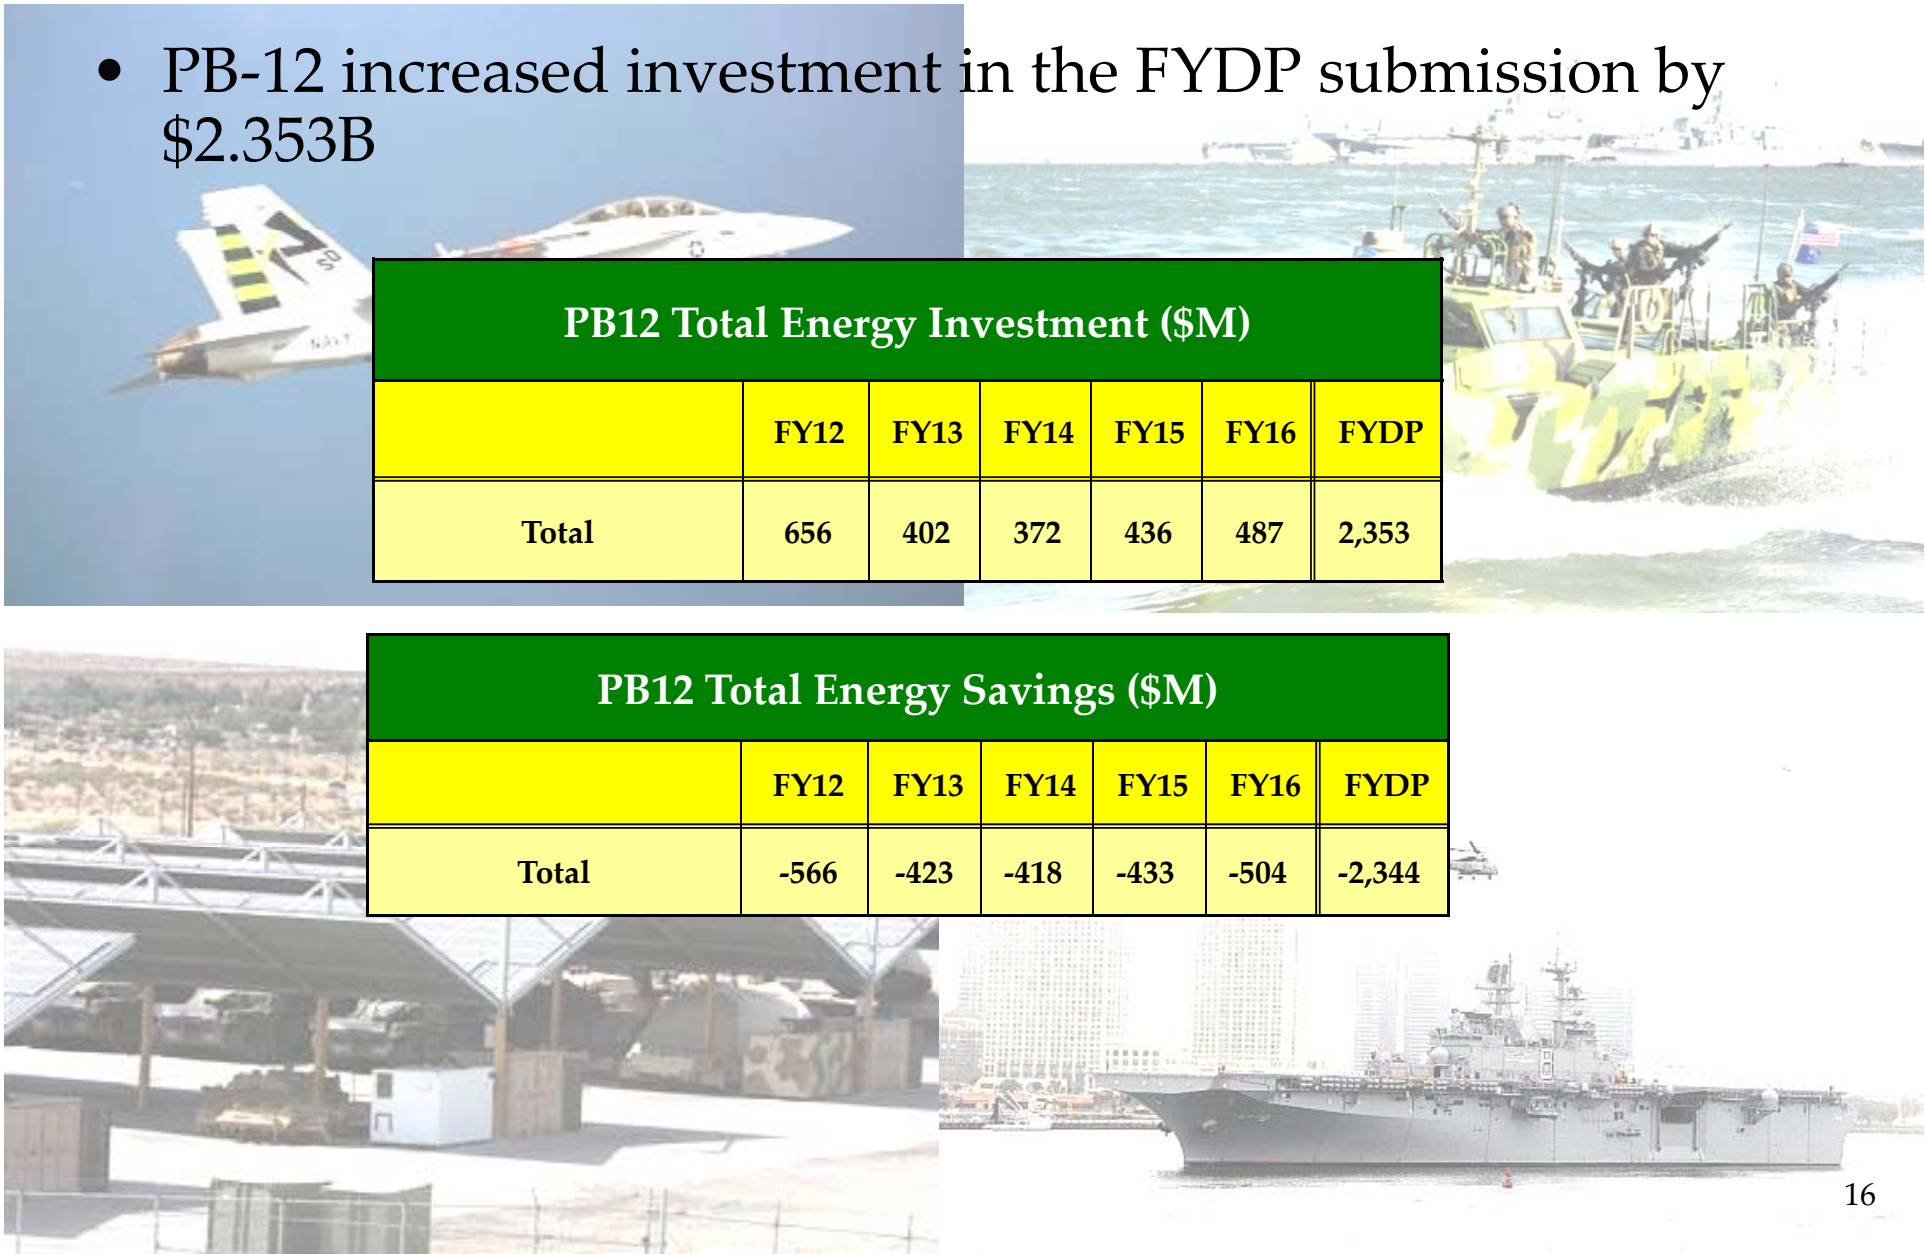 • PB-12 increased investment in the FYDP submission by
$2.353B
PB12 Total Energy Investment ($M)
FY12 FY13 FY14 FY15 FY16 FYDP
Total 656 402 372 436 487 2,353
PB12 Total Energy Savings ($M)
FY12 FY13 FY14 FY15 FY16 FYDP
Total -566 -423 -418 -433 -504 -2,344
NAVY
16